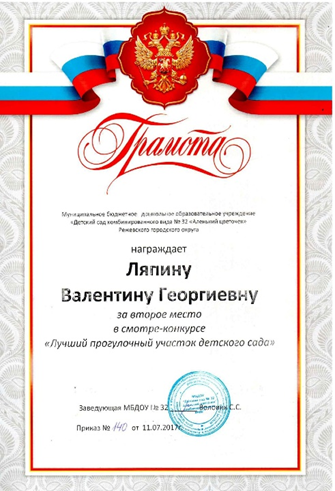 Грамота
Муниципальное бюджетное дошкольное образовательное учреждение
«Детский сад комбинированного вида № 32 «Аленький цветочек»
Режевского городского округа
награждает
Ляпину
Валентину Георгиевну
за второе место
в смотре-конкурсе
«Лучший прогулочный участок детского сада»
Заведующая МБДОУ № 32 С.С.
Приказ № 140 от 11.07.2017г.